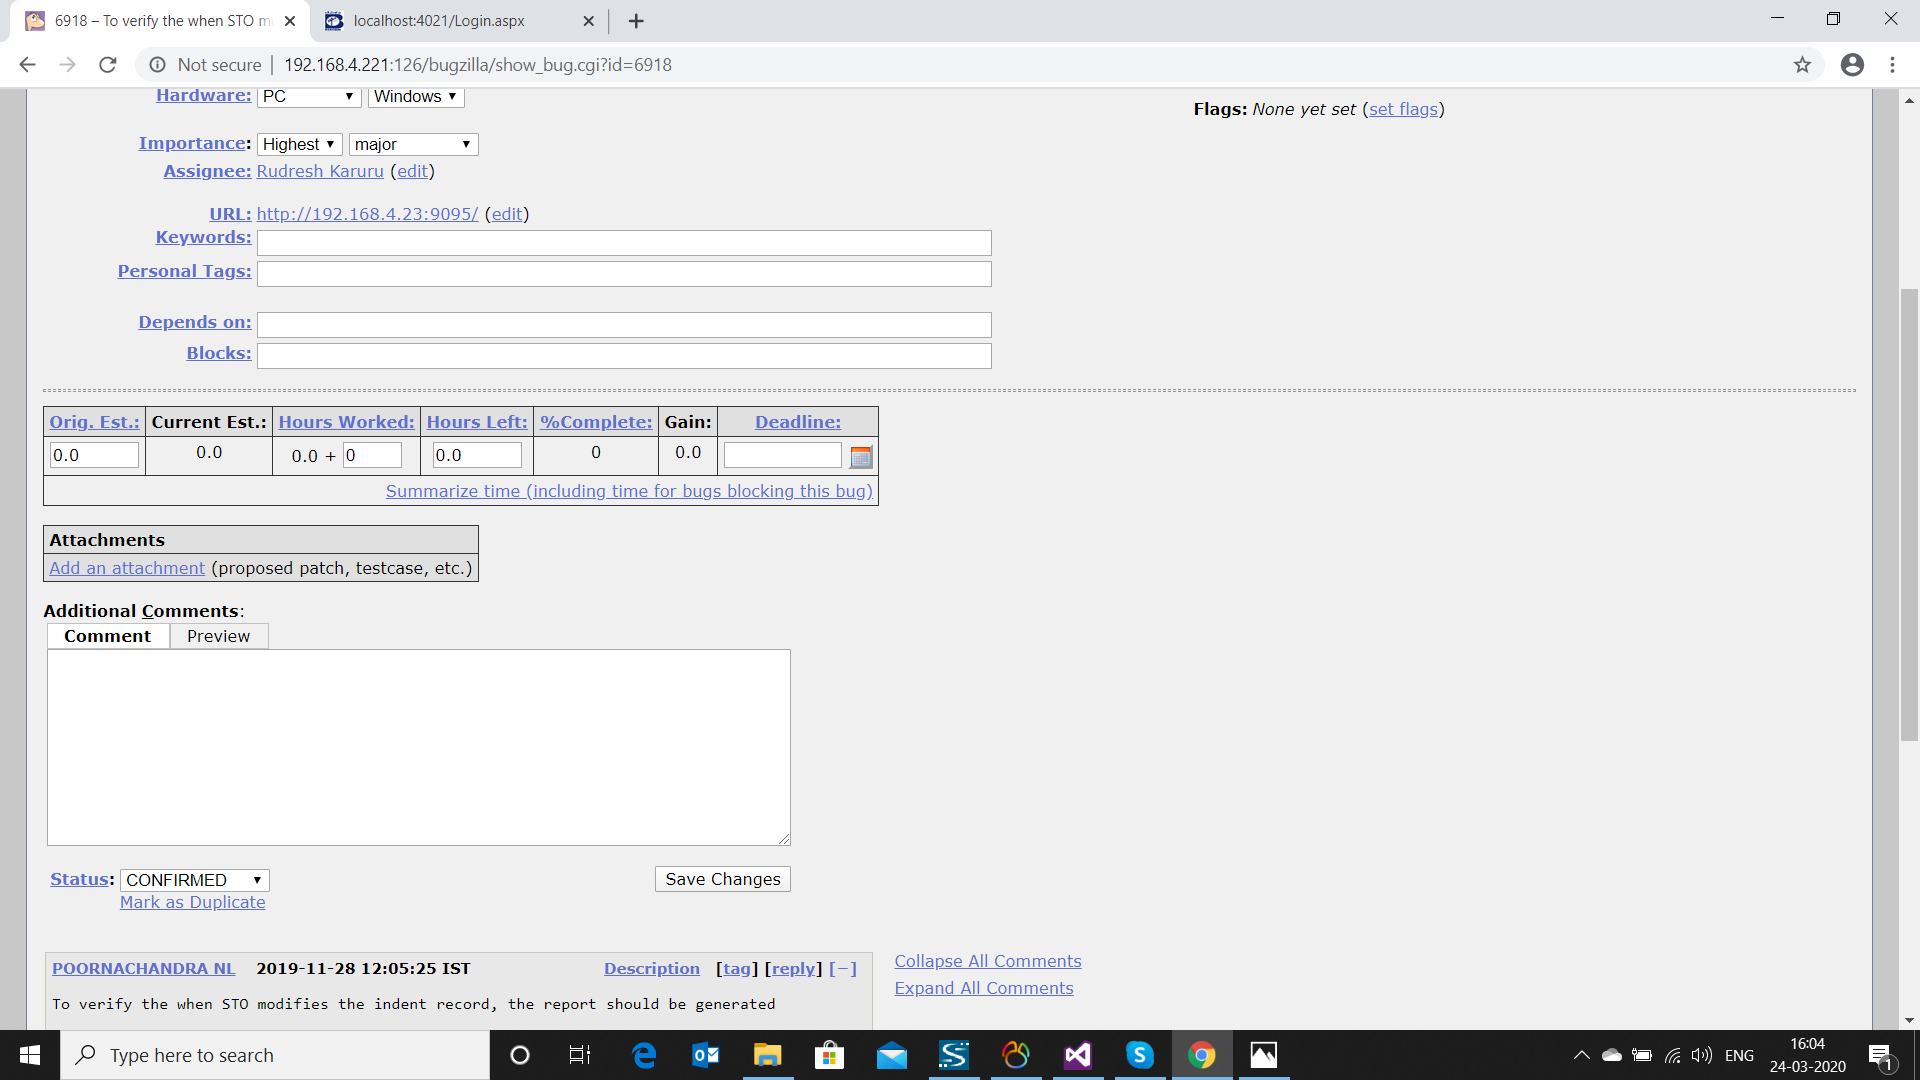 6918 – To verify the when STO m
localhost:4021/Login.aspx
Not secure | 192.168.4.221:126/bugzilla/show_bug.cgi?id=6918
Hardware: PC Windows
Flags: None yet set (set flags)
Importance: Highest major
Assignee: Rudresh Karuru (edit)
URL: http://192.168.4.23:9095/ (edit)
Keywords:
Personal Tags:
Depends on:
Blocks:
Orig. Est.: Current Est.: Hours Worked: Hours Left: %Complete: Gain: Deadline:
0.0 0.0 0.0 + 0 0.0 0 0.0
Summarize time (including time for bugs blocking this bug)
Attachments
Add an attachment (proposed patch, testcase, etc.)
Additional Comments:
Comment Preview
Status: CONFIRMED Save Changes
Mark as Duplicate
POORNACHANDRA NL 2019-11-28 12:05:25 IST Description [tag] [reply] [−]
Collapse All Comments
Expand All Comments
To verify the when STO modifies the indent record, the report should be generated
Type here to search
ENG
16:04
24-03-2020
1